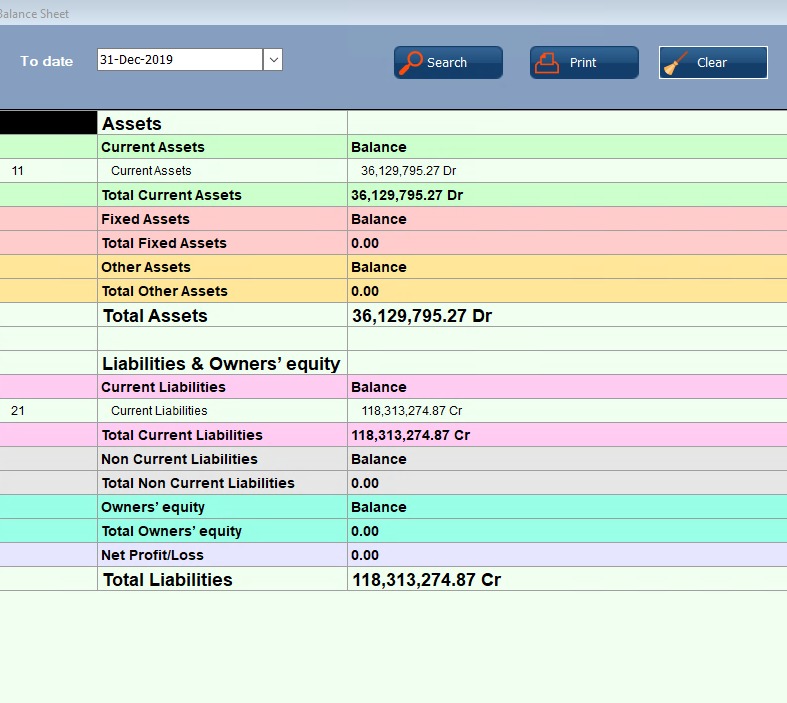 Balance Sheet
To date 31-Dec-2019 Search Print Clear
Assets
Current Assets Balance
11 Current Assets 36,129,795.27 Dr
Total Current Assets 36,129,795.27 Dr
Fixed Assets Balance
Total Fixed Assets 0.00
Other Assets Balance
Total Other Assets 0.00
Total Assets 36,129,795.27 Dr
Liabilities & Owners’ equity
Current Liabilities Balance
21 Current Liabilities 118,313,274.87 Cr
Total Current Liabilities 118,313,274.87 Cr
Non Current Liabilities Balance
Total Non Current Liabilities 0.00
Owners’ equity Balance
Total Owners’ equity 0.00
Net Profit/Loss 0.00
Total Liabilities 118,313,274.87 Cr